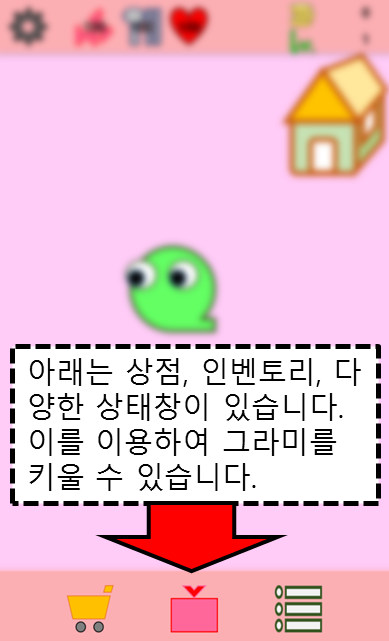 아래는 상점, 인벤토리, 다
양한 상태창이 있습니다.
이를 이용하여 그라미를
키울 수 있습니다.